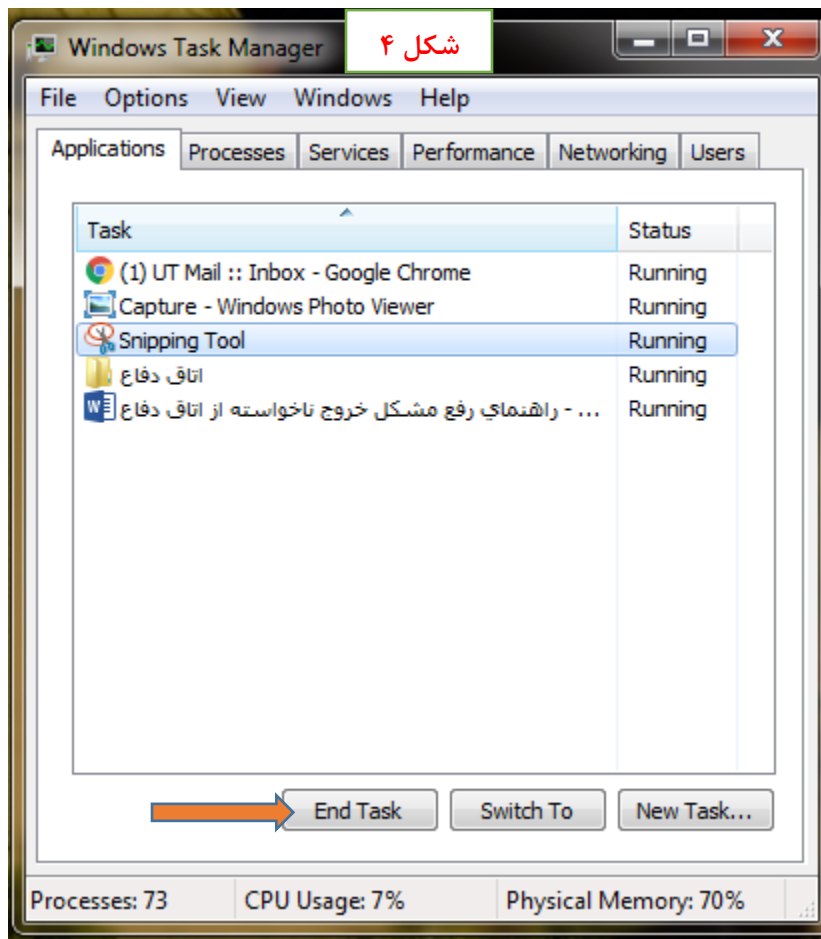 Windows Task Manager
شکل ۴
File Options View Windows Help
Applications Processes Services Performance Networking Users
Task Status
(1) UT Mail :: Inbox - Google Chrome Running
Capture - Windows Photo Viewer Running
Snipping Tool Running
اتاق دفاع Running
راهنماي رفع مشکل خروج ناخواسته از اتاق دفاع - ... Running
End Task Switch To New Task...
Processes: 73 CPU Usage: 7% Physical Memory: 70%